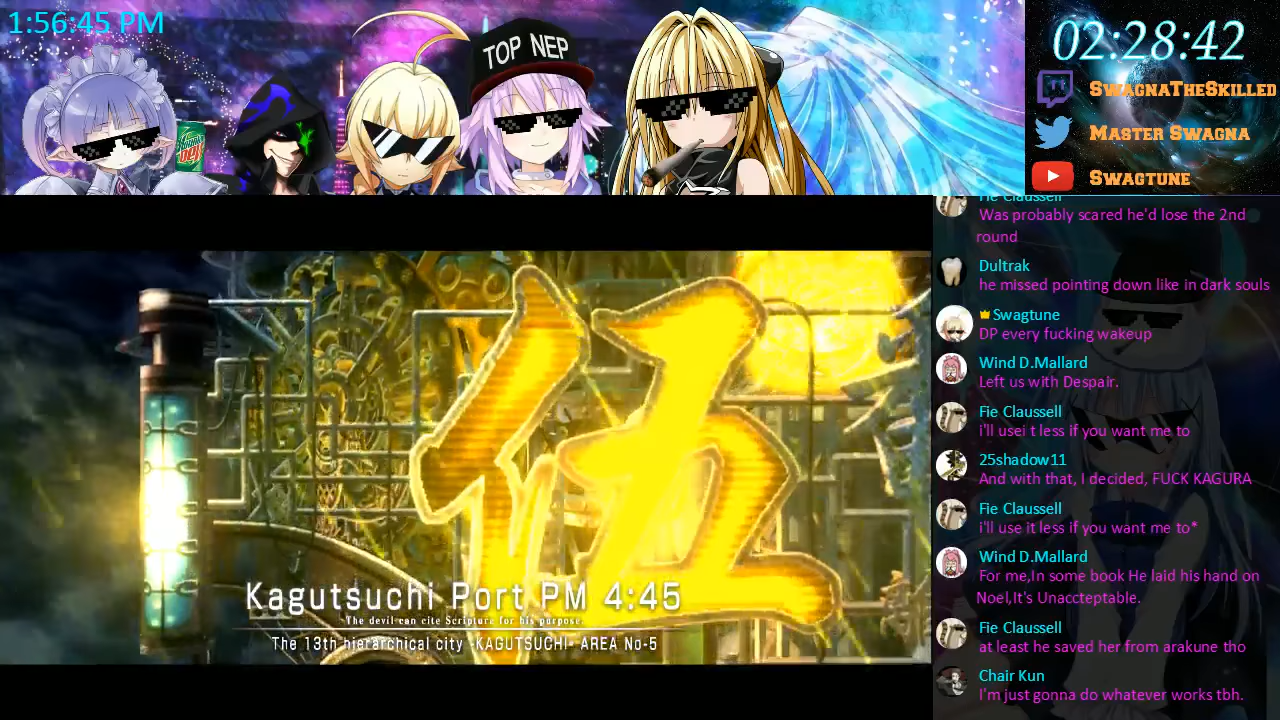 1:56:45 PM
TOP NEP
02:28:42
SwagnaTheSkilled
Master Swagna
Swagtune
Fie Claussell
Was probably scared he'd lose the 2nd
round
Dultrak
he missed pointing down like in dark souls
Swagtune
DP every fucking wakeup
Wind D.Mallard
Left us with Despair.
Fie Claussell
i'll usei t less if you want me to
25shadow11
And with that, I decided, FUCK KAGURA
Fie Claussell
i'll use it less if you want me to*
Wind D.Mallard
For me,In some book He laid his hand on
Noel,It's Unaccteptable.
Fie Claussell
at least he saved her from arakune tho
Chair Kun
I'm just gonna do whatever works tbh.
伍
Kagutsuchi Port PM 4:45
The devil can cite Scripture for his purpose.
The 13th hierarchical city -KAGUTSUCHI- AREA No-5